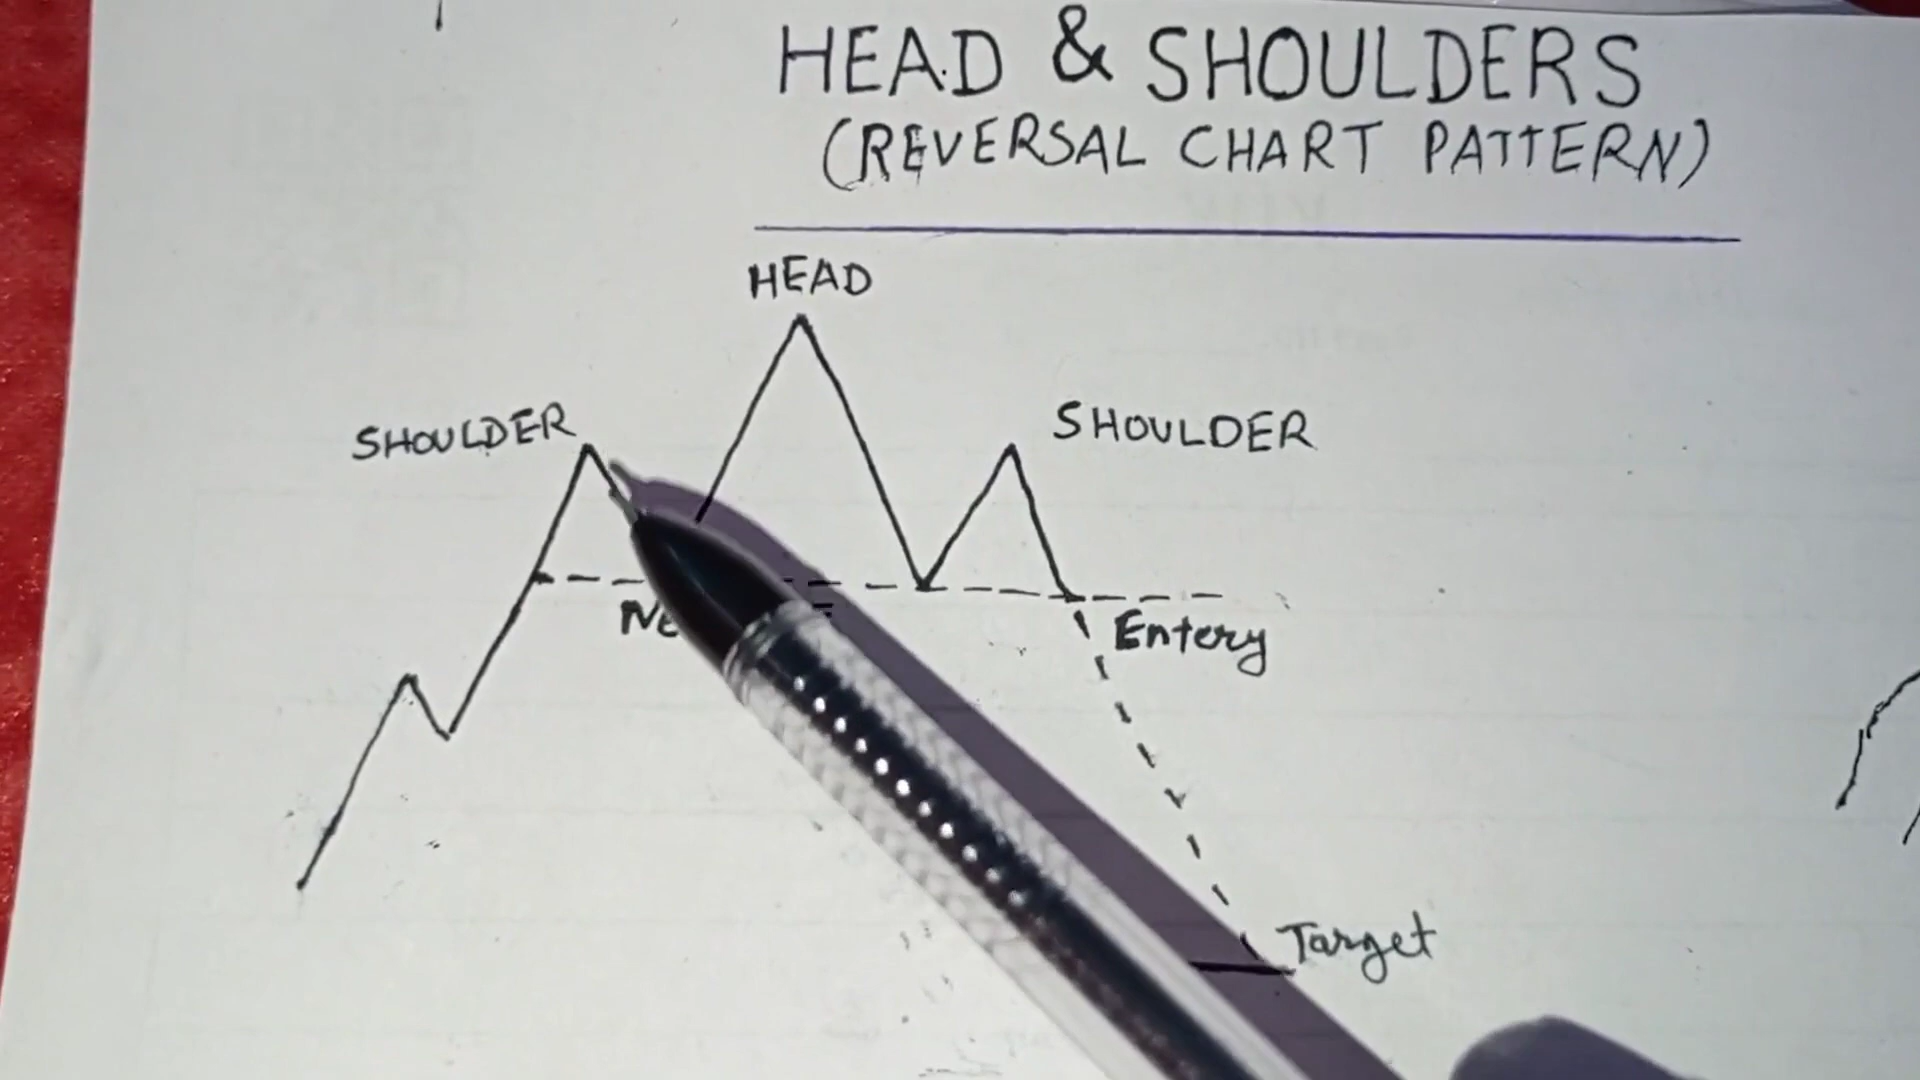 HEAD & SHOULDERS
(REVERSAL CHART PATTERN)
HEAD
SHOULDER
SHOULDER
Entery
Target